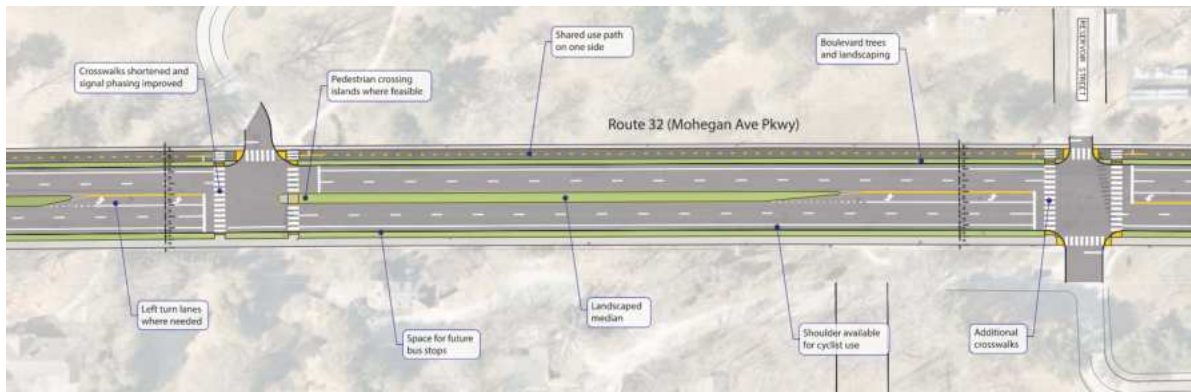 Shared use path
on one side
Boulevard trees
and landscaping
RESERVOIR STREET
Crosswalks shortened and
signal phasing improved
Pedestrian crossing
islands where feasible
Route 32 (Mohegan Ave Pkwy)
Left turn lanes
where needed
Space for future
bus stops
Landscaped
median
Shoulder available
for cyclist use
Additional
crosswalks